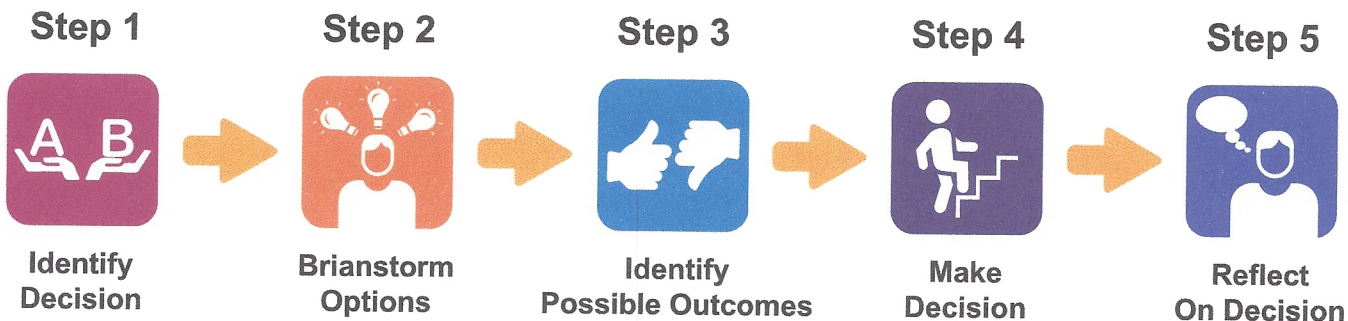 Step 1
Step 2
Step 3
Step 4
Step 5
A B
Identify
Decision
Brianstorm
Options
Identify
Possible Outcomes
Make
Decision
Reflect
On Decision